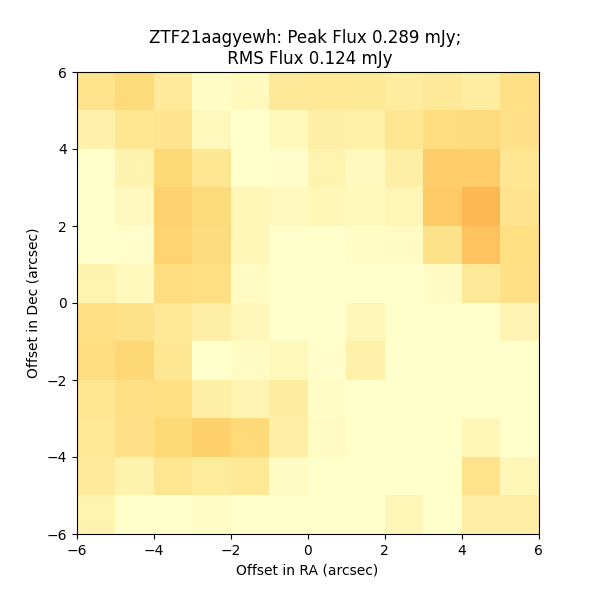 ZTF21aagyewh: Peak Flux 0.289 mJy;
RMS Flux 0.124 mJy
6
4
2
0
−2
−4
−6
Offset in Dec (arcsec)
−6 −4 −2 0 2 4 6
Offset in RA (arcsec)